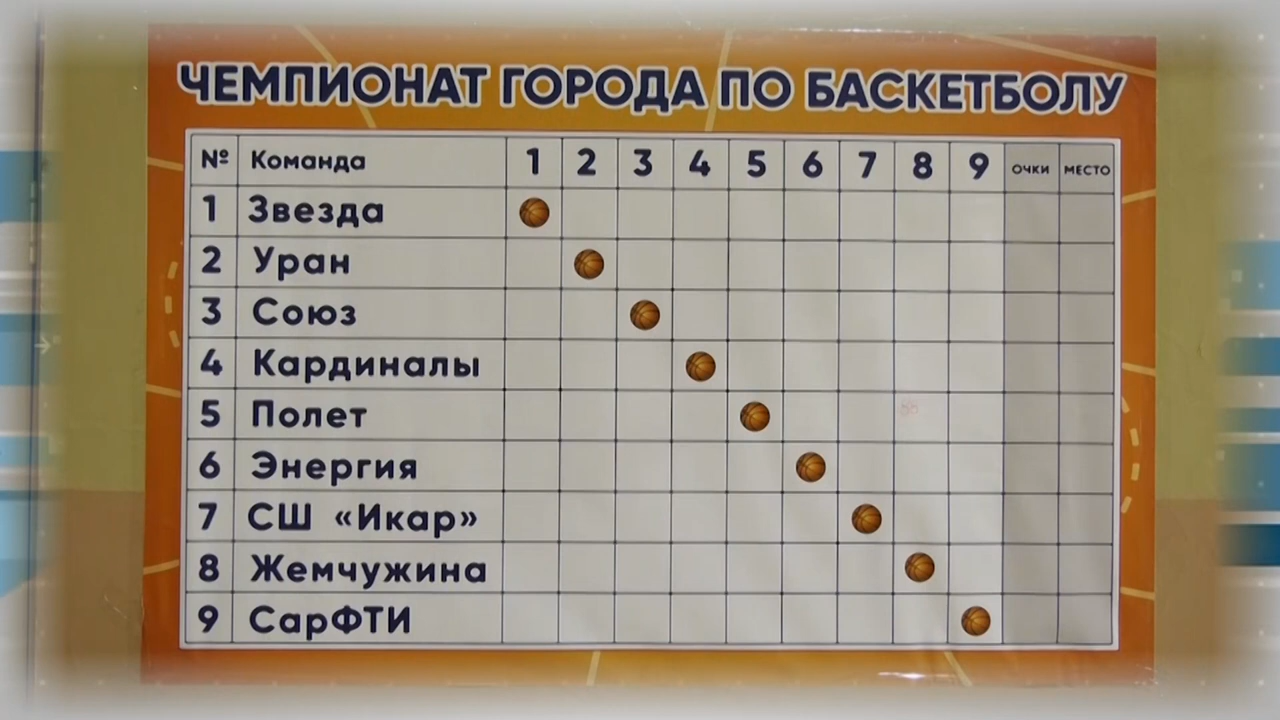 ЧЕМПИОНАТ ГОРОДА ПО БАСКЕТБОЛУ
№ Команда 1 2 3 4 5 6 7 8 9 ОЧКИ МЕСТО
1 Звезда
2 Уран
3 Союз
4 Кардиналы
5 Полет
6 Энергия
7 СШ «Икар»
8 Жемчужина
9 СарФТИ